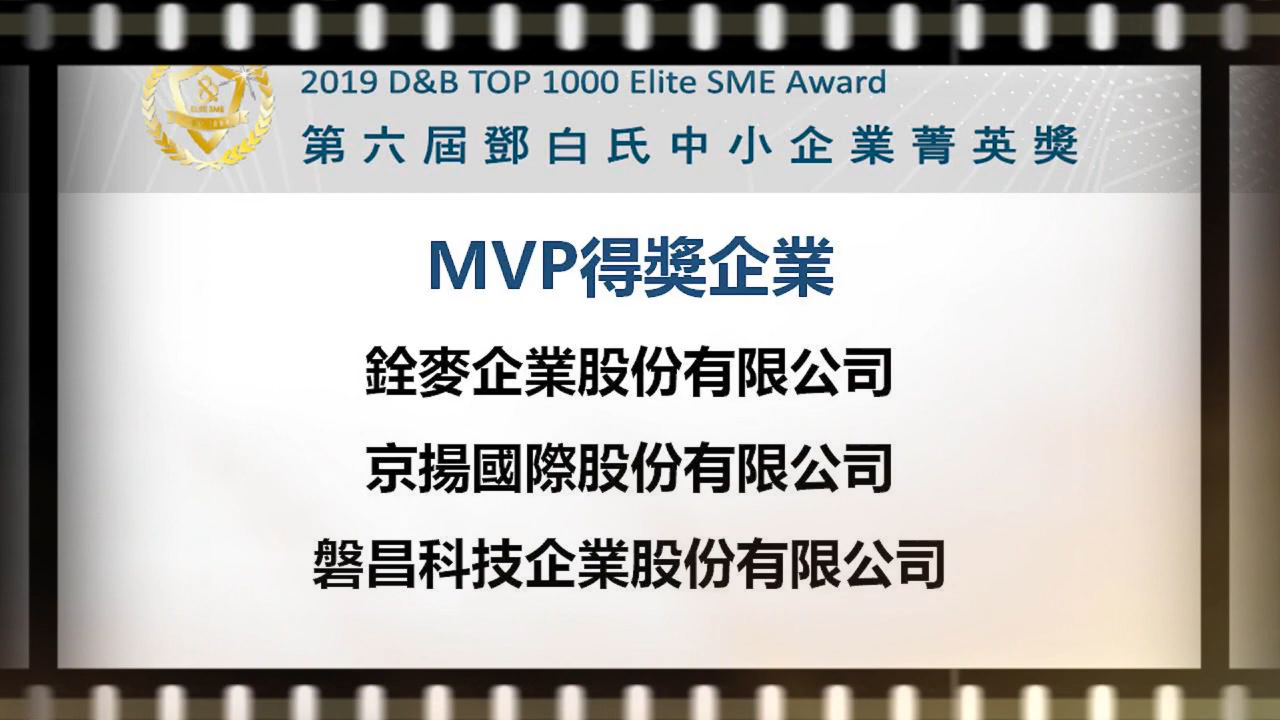 2019 D&B TOP 1000 Elite SME Award
第六屆鄧白氏中小企業菁英獎
ELITE SME
MVP得獎企業
銓麥企業股份有限公司
京揚國際股份有限公司
磐昌科技企業股份有限公司